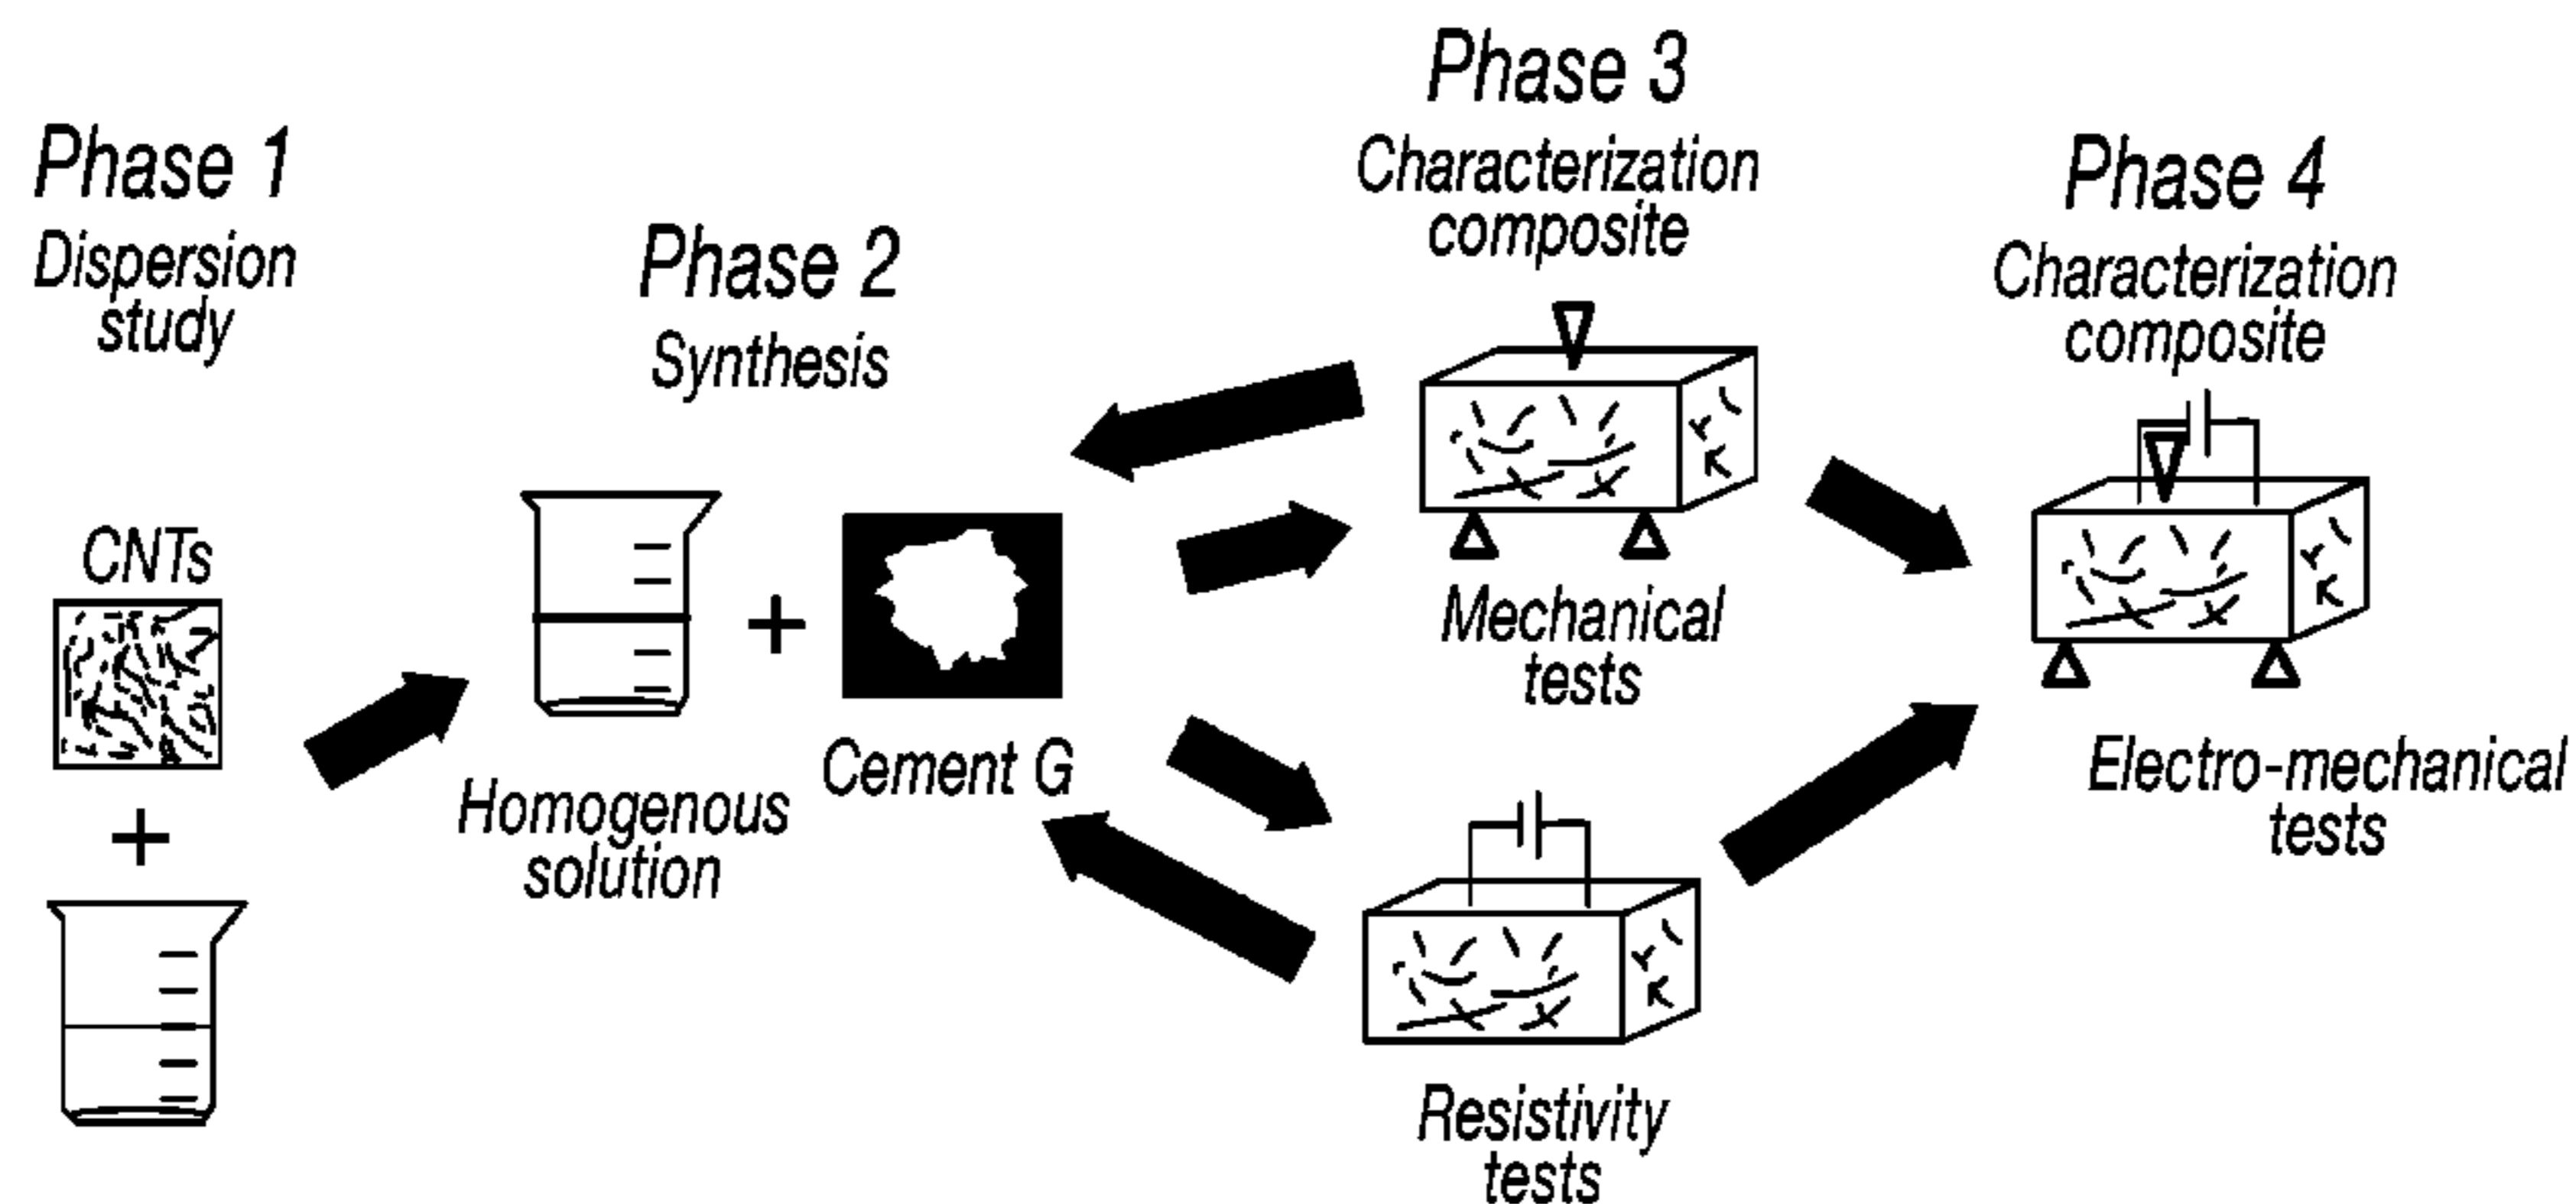 Phase 1
Dispersion
study
CNTs
+
Phase 2
Synthesis
+
Homogenous
solution
Cement G
Phase 3
Characterization
composite
Mechanical
tests
Resistivity
tests
Phase 4
Characterization
composite
Electro-mechanical
tests